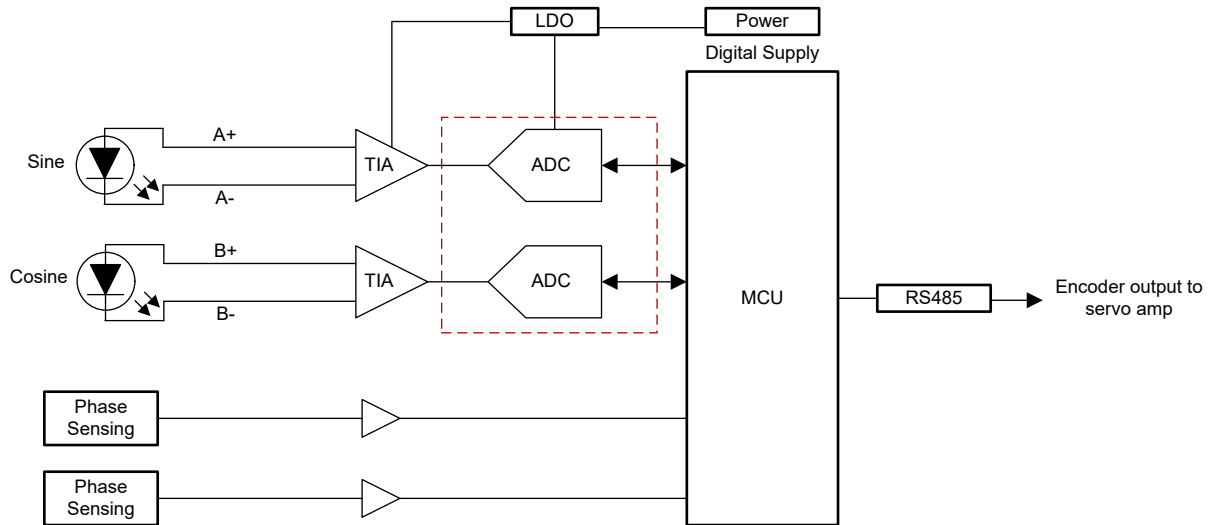 LDO
Power
Digital Supply
A+
Sine
TIA
ADC
A-
B+
Cosine
TIA
ADC
B-
MCU
RS485
Encoder output to
servo amp
Phase
Sensing
Phase
Sensing